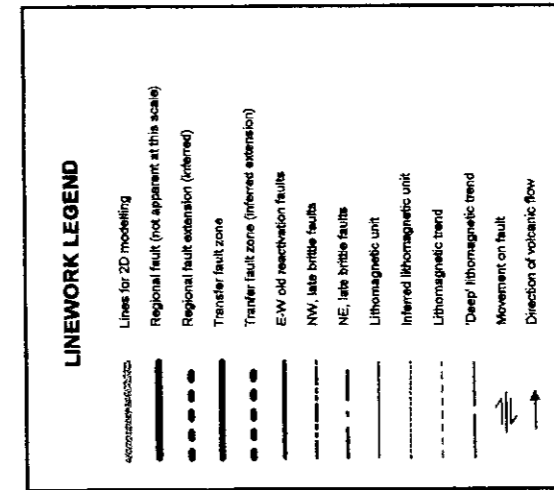 LINEWORK LEGEND
Lines for 2D modelling
Regional fault (not apparent at this scale)
Regional fault extension (inferred)
Transfer fault zone
Tranfer fault zone (inferred extension)
E-W old reactivation faults
NW, late brittle faults
NE, late brittle faults
Lithomagnetic unit
Inferred lithomagnetic unit
Lithomagnetic trend
'Deep' lithomagnetic trend
Movement on fault
Direction of volcanic flow